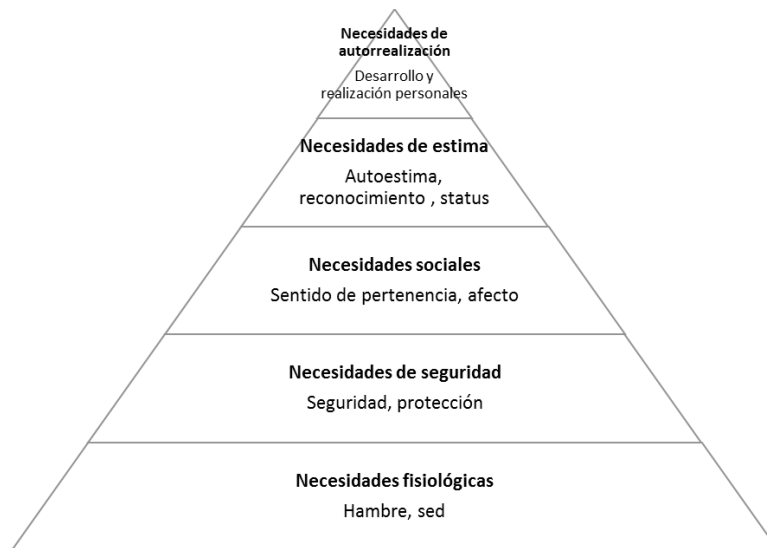 Necesidades de
autorrealización
Desarrollo y
realización personales
Necesidades de estima
Autoestima,
reconocimiento , status
Necesidades sociales
Sentido de pertenencia, afecto
Necesidades de seguridad
Seguridad, protección
Necesidades fisiológicas
Hambre, sed